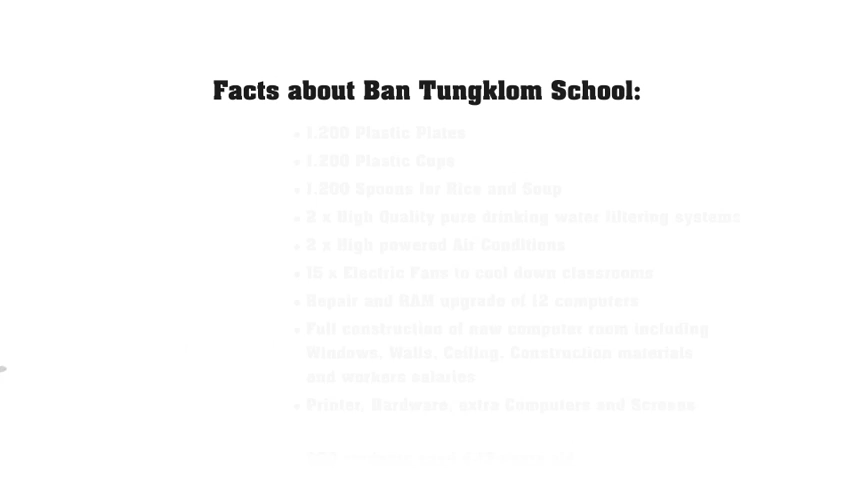 Facts about Ban Tungklom School:
• 1.200 Plastic Plates
• 1.200 Plastic Cups
• 1.200 Spoons for Rice and Soup
• 2 x High Quality pure drinking water filtering systems
• 2 x High powered Air Conditions
• 15 x Electric Fans to cool down classrooms
• Repair and RAM upgrade of 12 computers
• Full construction of new computer room including
Windows, Walls, Ceiling, Construction materials
and workers salaries
• Printer, Hardware, extra Computers and Screens